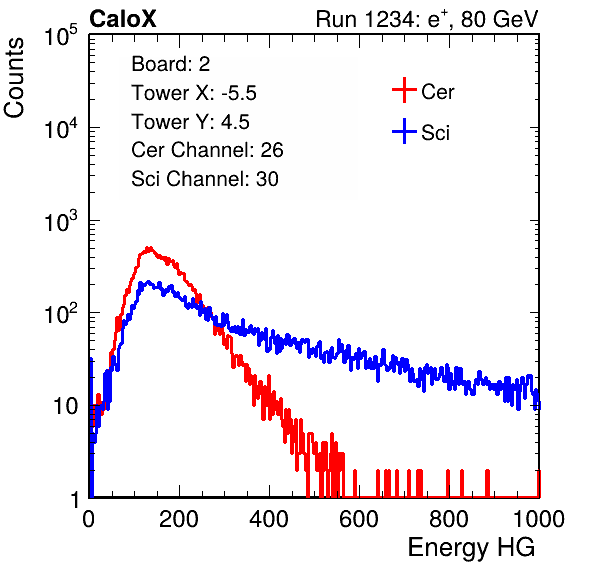 CaloX Run 1234: e⁺, 80 GeV
Counts
Board: 2
Tower X: -5.5
Tower Y: 4.5
Cer Channel: 26
Sci Channel: 30
Cer
Sci
10⁵
10⁴
10³
10²
10
1
0 200 400 600 800 1000
Energy HG